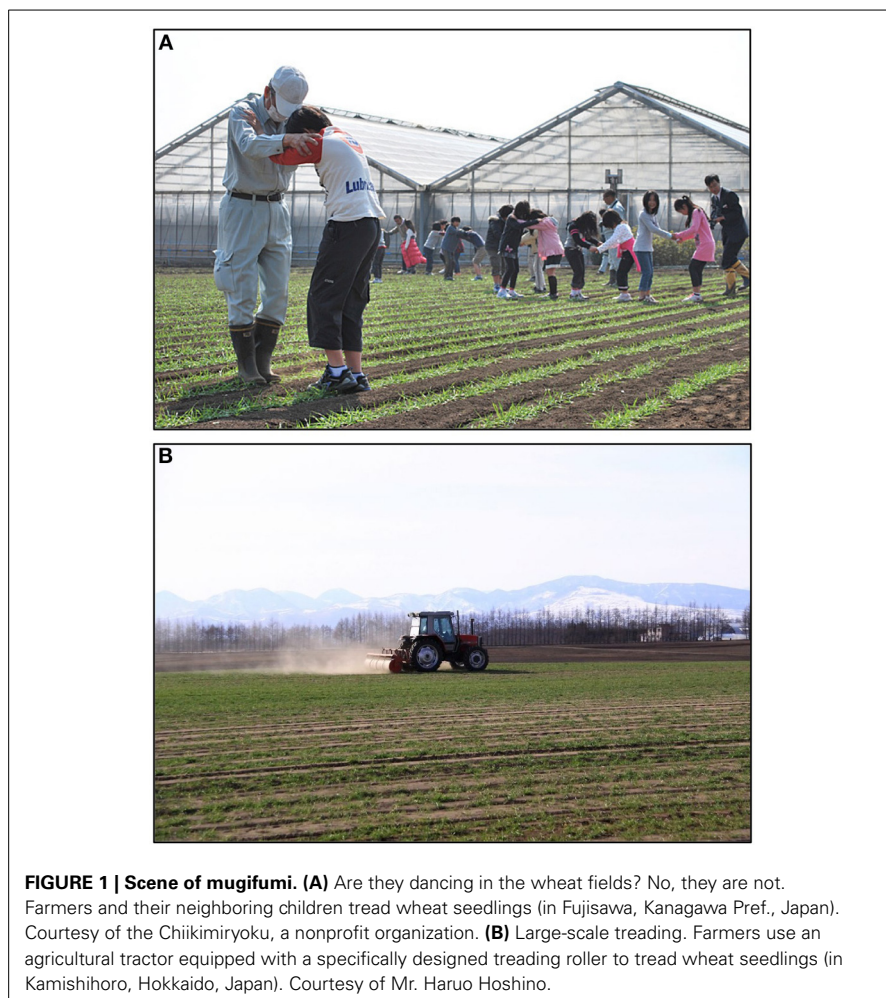 A
Lubri
B
FIGURE 1 | Scene of mugifumi. (A) Are they dancing in the wheat fields? No, they are not.
Farmers and their neighboring children tread wheat seedlings (in Fujisawa, Kanagawa Pref., Japan).
Courtesy of the Chiikimiryoku, a nonprofit organization. (B) Large-scale treading. Farmers use an
agricultural tractor equipped with a specifically designed treading roller to tread wheat seedlings (in
Kamishihoro, Hokkaido, Japan). Courtesy of Mr. Haruo Hoshino.